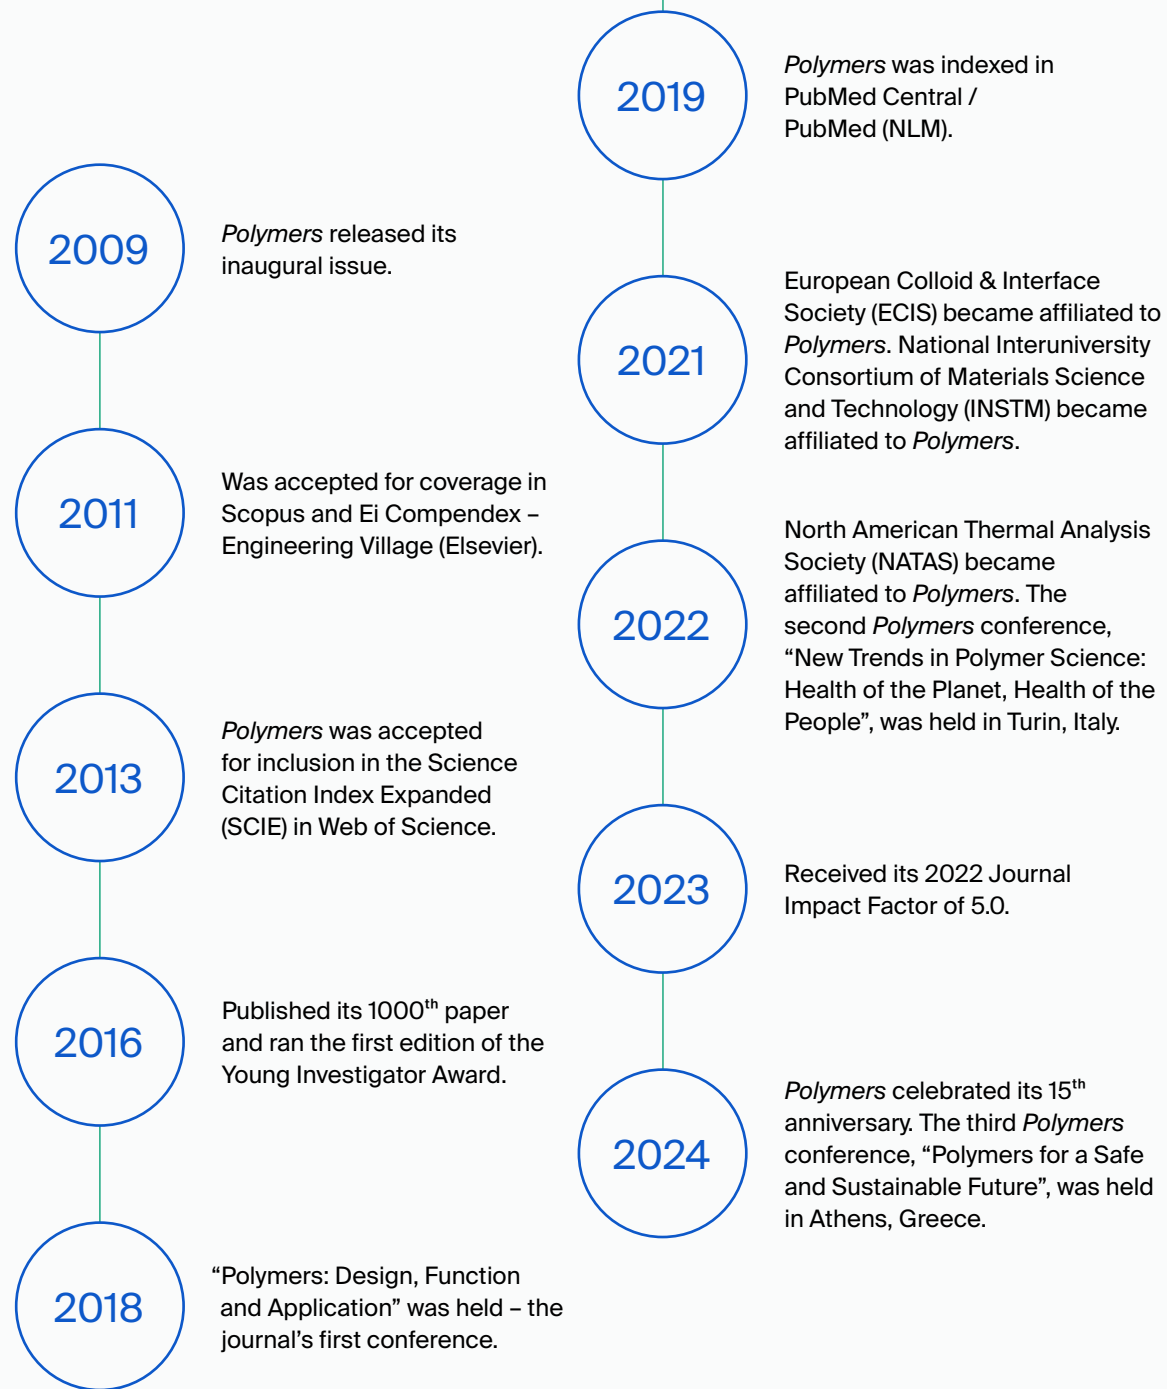 2009
Polymers released its
inaugural issue.
2011
Was accepted for coverage in
Scopus and Ei Compendex –
Engineering Village (Elsevier).
2013
Polymers was accepted
for inclusion in the Science
Citation Index Expanded
(SCIE) in Web of Science.
2016
Published its 1000th paper
and ran the first edition of the
Young Investigator Award.
2018
“Polymers: Design, Function
and Application” was held – the
journal’s first conference.
2019
Polymers was indexed in
PubMed Central /
PubMed (NLM).
2021
European Colloid & Interface
Society (ECIS) became affiliated to
Polymers. National Interuniversity
Consortium of Materials Science
and Technology (INSTM) became
affiliated to Polymers.
2022
North American Thermal Analysis
Society (NATAS) became
affiliated to Polymers. The
second Polymers conference,
“New Trends in Polymer Science:
Health of the Planet, Health of the
People”, was held in Turin, Italy.
2023
Received its 2022 Journal
Impact Factor of 5.0.
2024
Polymers celebrated its 15th
anniversary. The third Polymers
conference, “Polymers for a Safe
and Sustainable Future”, was held
in Athens, Greece.